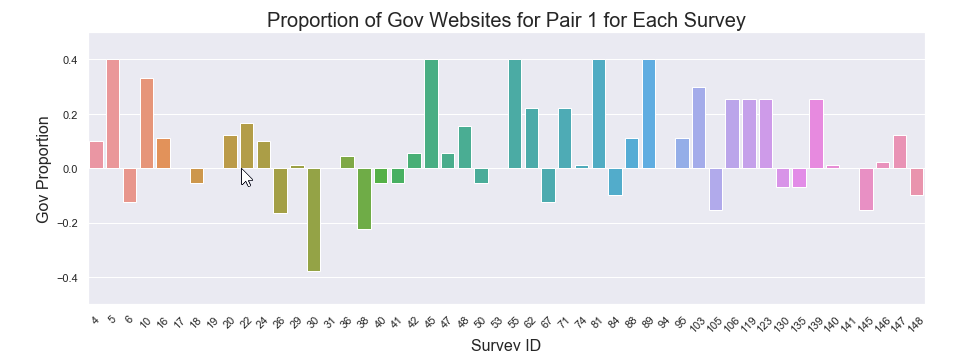 Proportion of Gov Websites for Pair 1 for Each Survey
Gov Proportion
0.4
0.2
0.0
−0.2
−0.4
4 5 6 10 16 17 18 19 20 22 24 26 29 30 31 36 38 40 41 42 45 47 48 50 53 55 62 67 71 74 81 84 88 89 94 95 103 105 106 119 123 130 135 139 140 141 145 146 147 148
Survey ID